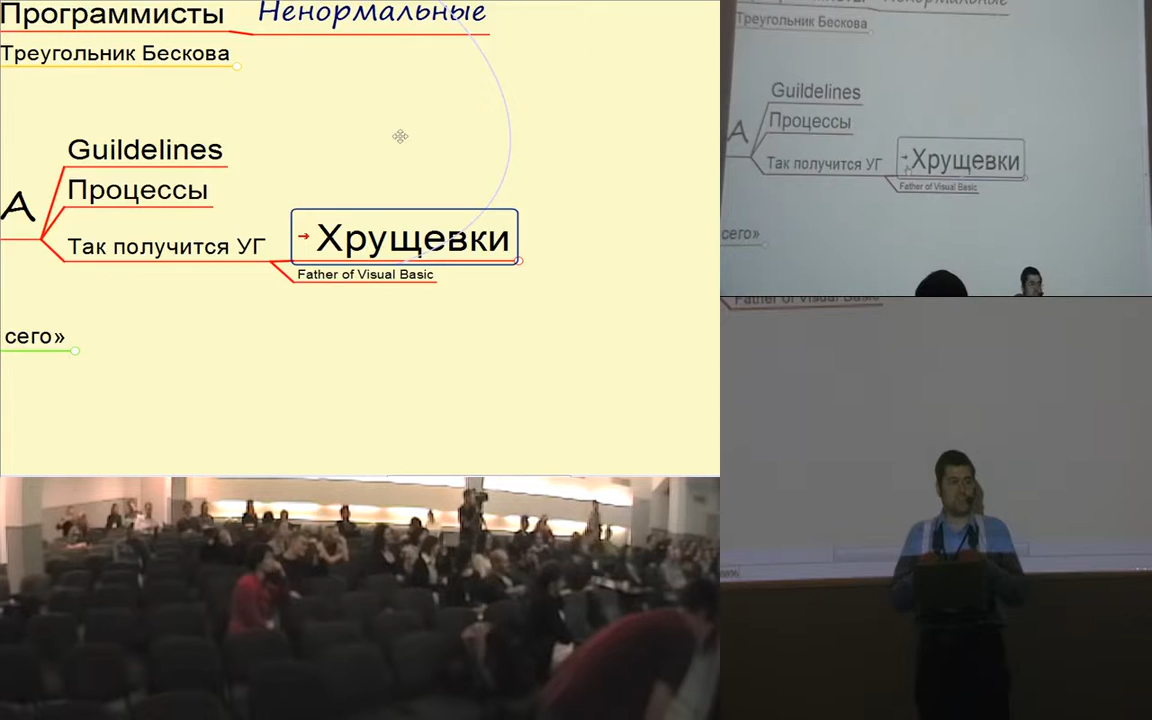 Программисты
Ненормальные
Треугольник Бескова
Guildelines
А
Процессы
Так получится УГ
→ Хрущевки
Father of Visual Basic
сего»
Треугольник Бескова
Guildelines
А
Процессы
Так получится УГ
→ Хрущевки
Father of Visual Basic
сего»
Father of Visual Basic